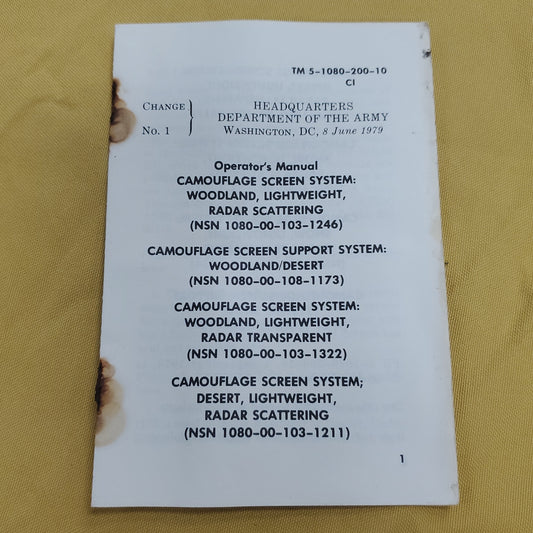 TM 5-1080-200-10
C1
CHANGE
No. 1
HEADQUARTERS
DEPARTMENT OF THE ARMY
WASHINGTON, DC, 8 June 1979
Operator's Manual
CAMOUFLAGE SCREEN SYSTEM:
WOODLAND, LIGHTWEIGHT,
RADAR SCATTERING
(NSN 1080-00-103-1246)
CAMOUFLAGE SCREEN SUPPORT SYSTEM:
WOODLAND/DESERT
(NSN 1080-00-108-1173)
CAMOUFLAGE SCREEN SYSTEM:
WOODLAND, LIGHTWEIGHT,
RADAR TRANSPARENT
(NSN 1080-00-103-1322)
CAMOUFLAGE SCREEN SYSTEM;
DESERT, LIGHTWEIGHT,
RADAR SCATTERING
(NSN 1080-00-103-1211)
1